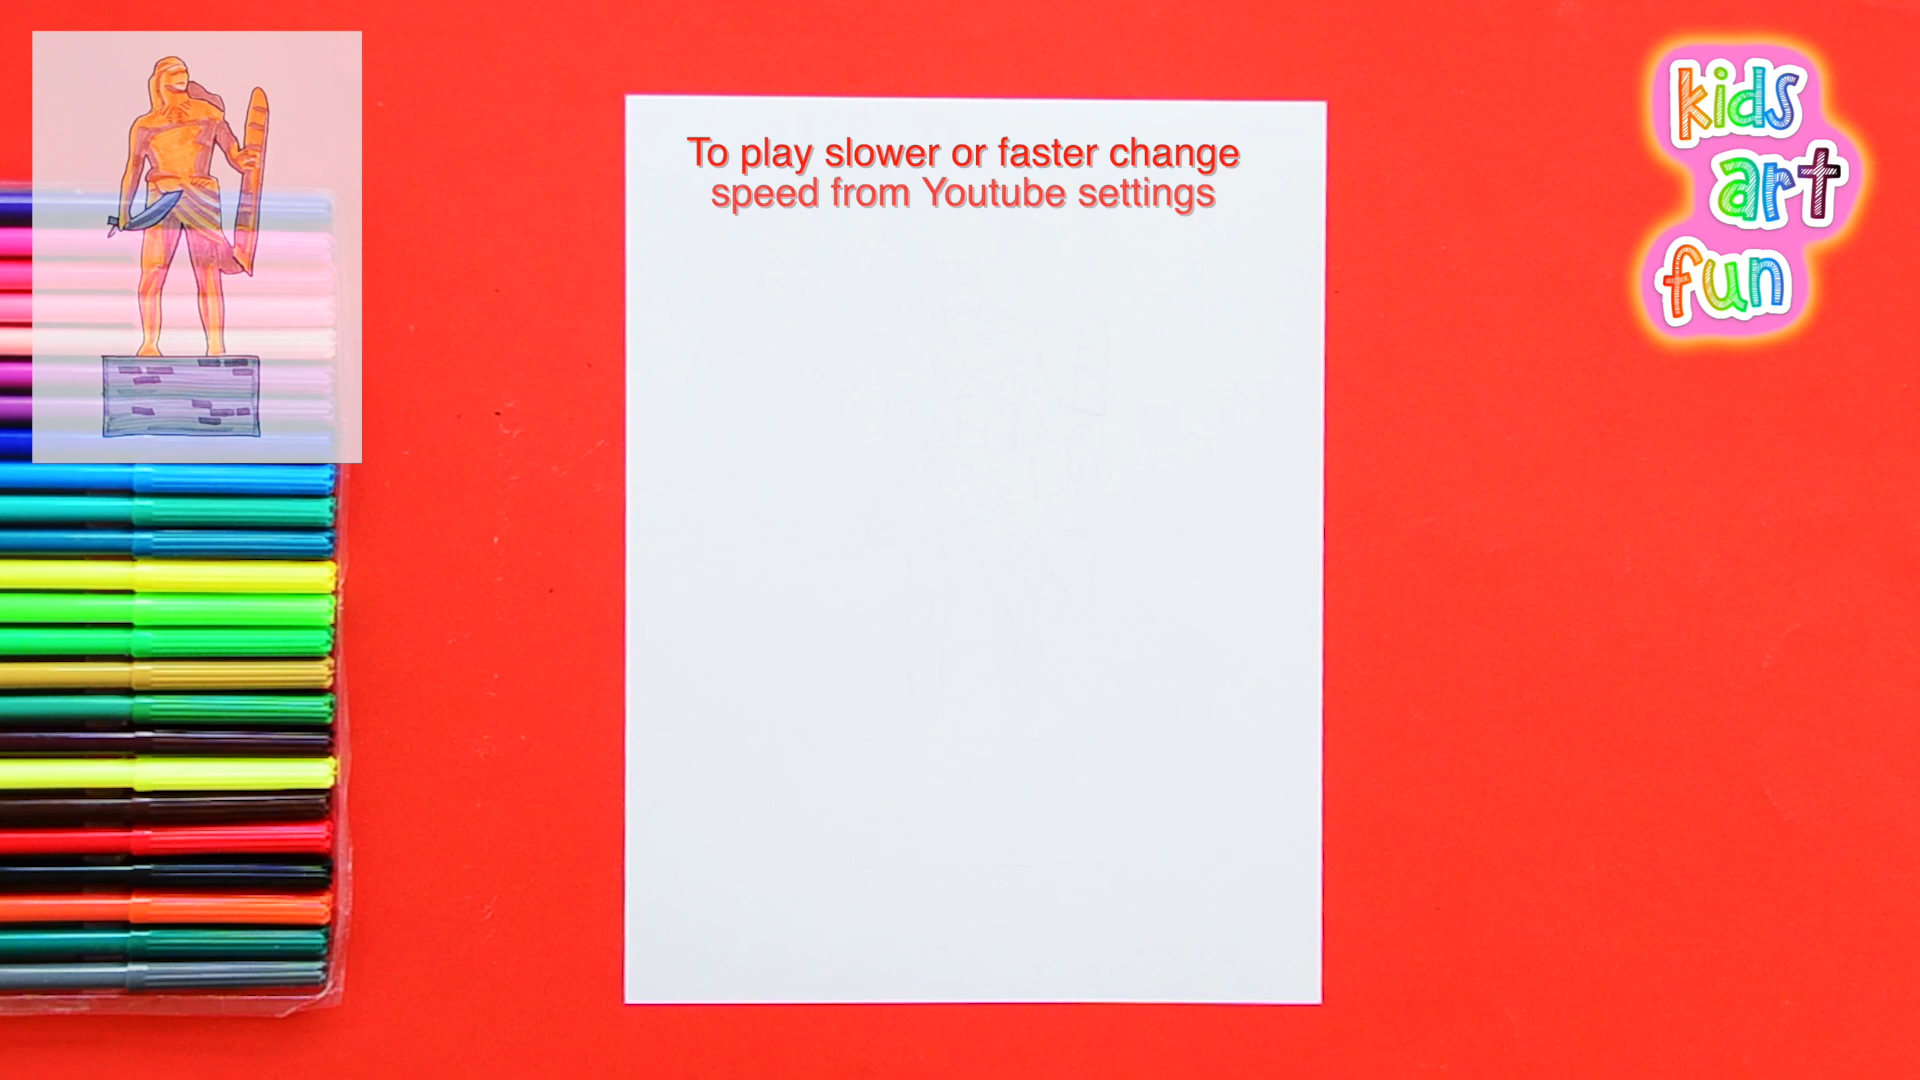 To play slower or faster change
speed from Youtube settings
kids
art
fun